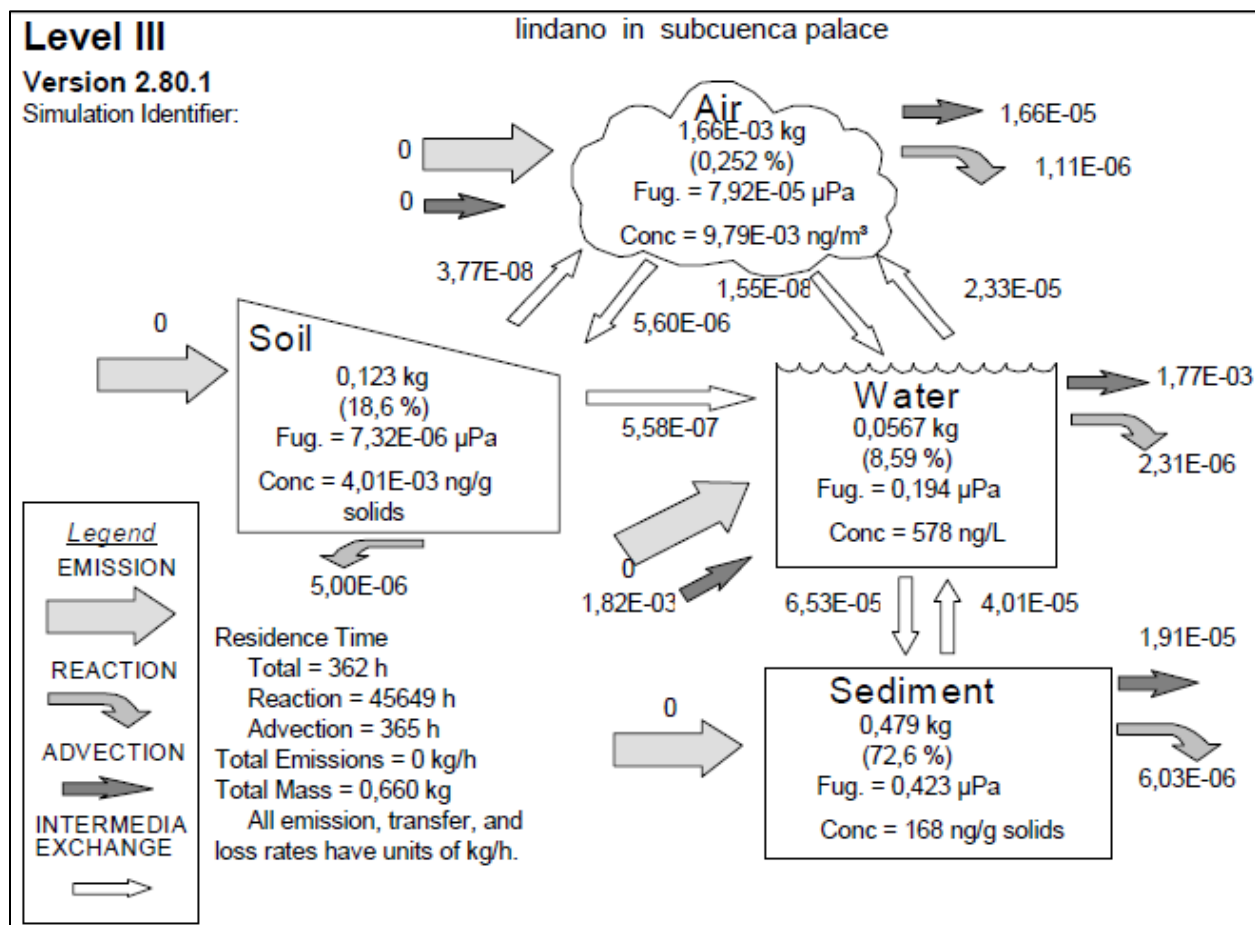 Level III
lindano in subcuenca palace
Version 2.80.1
Simulation Identifier:
Air
1,66E-03 kg
(0,252 %)
Fug. = 7,92E-05 µPa
Conc = 9,79E-03 ng/m³
0
0
1,66E-05
1,11E-06
3,77E-08
5,60E-06
1,55E-08
2,33E-05
0
Soil
0,123 kg
(18,6 %)
Fug. = 7,32E-06 µPa
Conc = 4,01E-03 ng/g
solids
5,00E-06
5,58E-07
Water
0,0567 kg
(8,59 %)
Fug. = 0,194 µPa
Conc = 578 ng/L
1,77E-03
2,31E-06
0
1,82E-03
6,53E-05
4,01E-05
Sediment
0,479 kg
(72,6 %)
Fug. = 0,423 µPa
Conc = 168 ng/g solids
0
1,91E-05
6,03E-06
Legend
EMISSION
REACTION
ADVECTION
INTERMEDIA
EXCHANGE
Residence Time
Total = 362 h
Reaction = 45649 h
Advection = 365 h
Total Emissions = 0 kg/h
Total Mass = 0,660 kg
All emission, transfer, and
loss rates have units of kg/h.